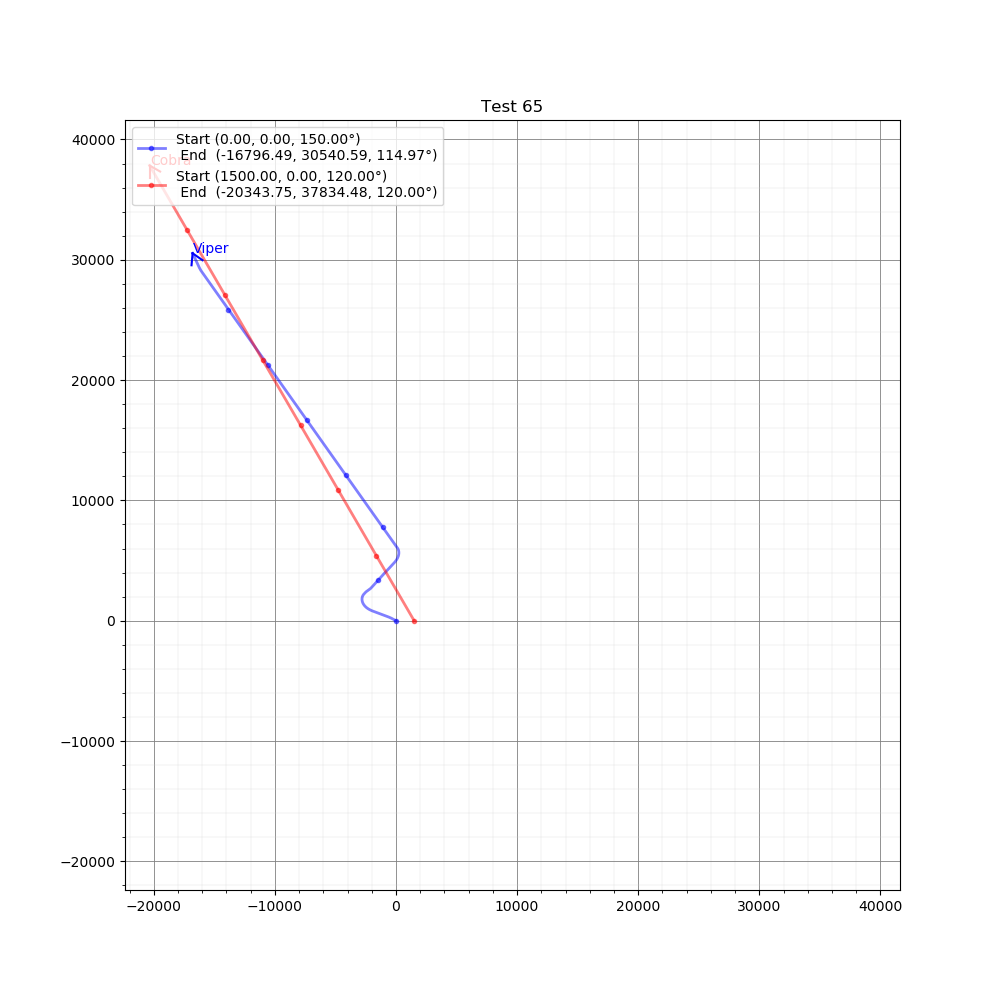 Test 65
40000
30000
20000
10000
0
−10000
−20000
Start (0.00, 0.00, 150.00°)
End (-16796.49, 30540.59, 114.97°)
Start (1500.00, 0.00, 120.00°)
End (-20343.75, 37834.48, 120.00°)
Cobra
Viper
−20000 −10000 0 10000 20000 30000 40000